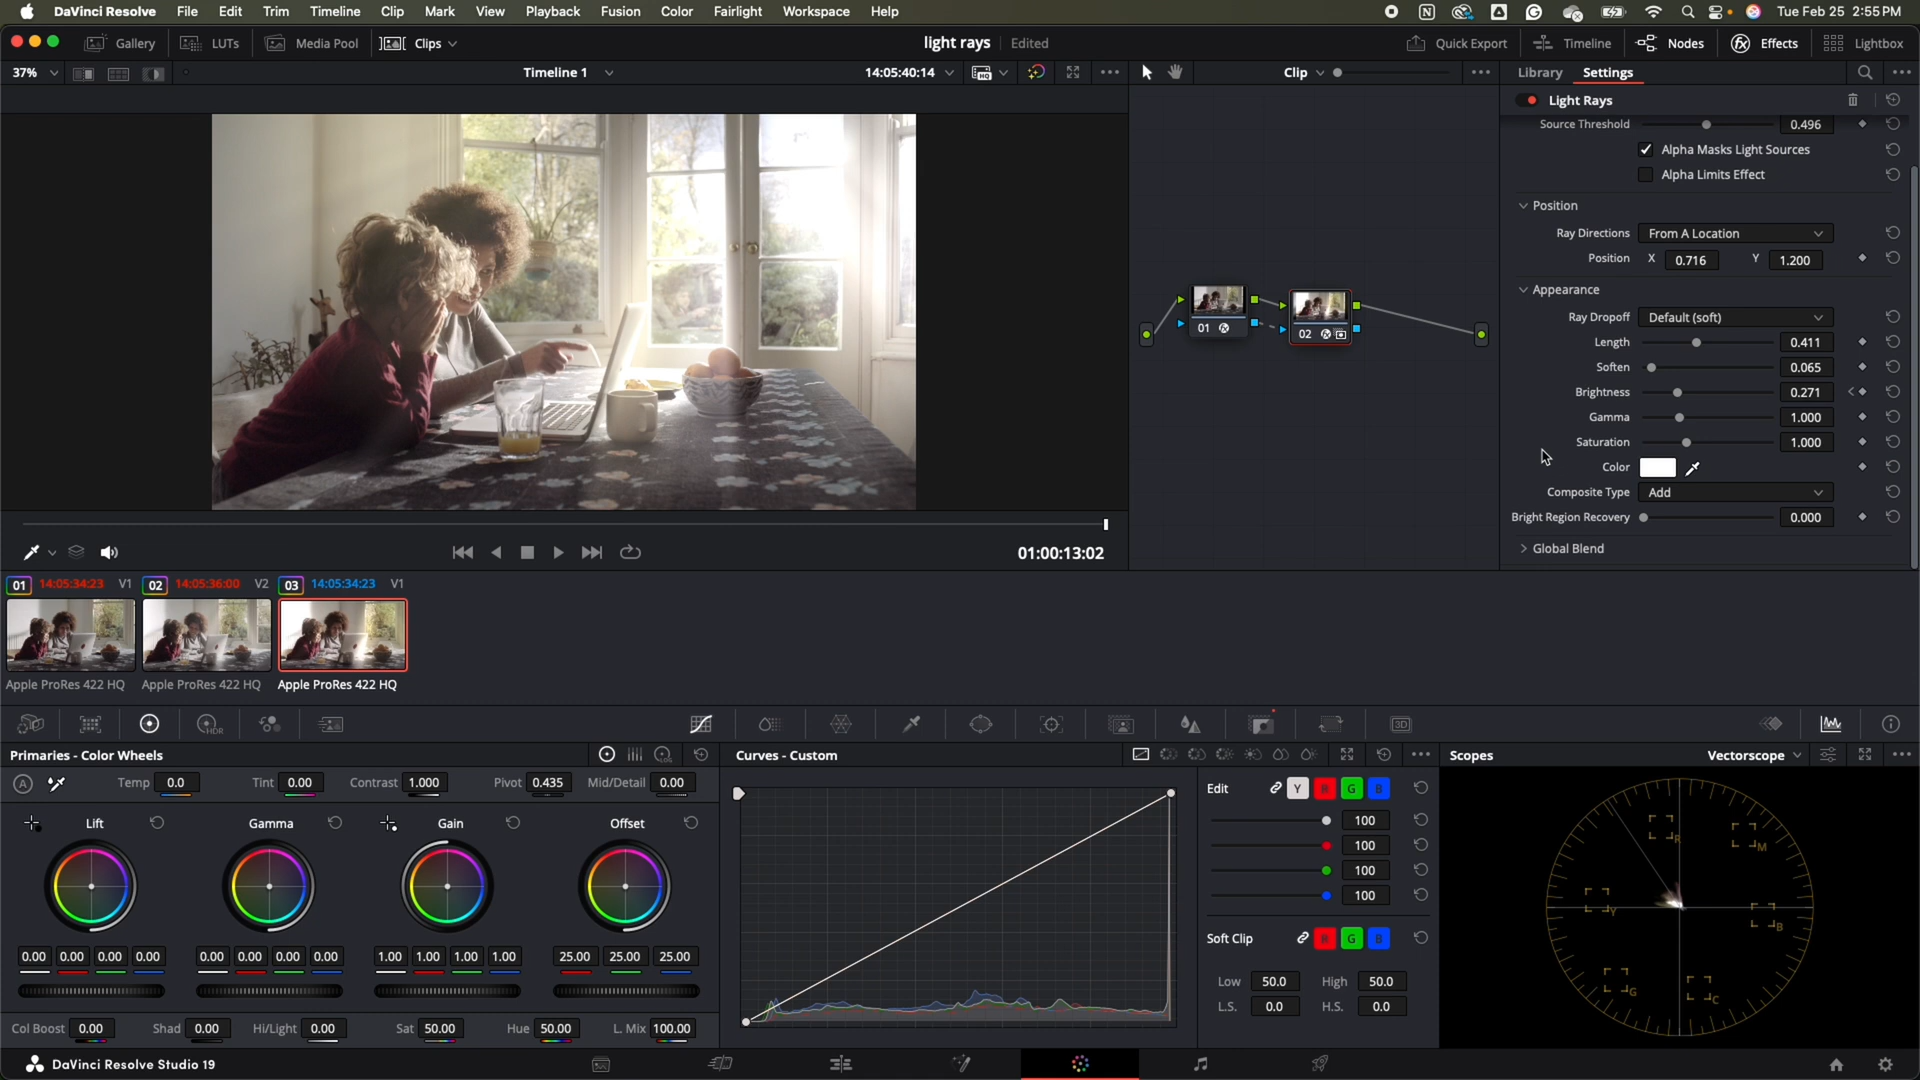 DaVinci Resolve File Edit Trim Timeline Clip Mark View Playback Fusion Color Fairlight Workspace Help Tue Feb 25 2:55 PM
Gallery LUTs Media Pool Clips light rays Edited Quick Export Timeline Nodes Effects Lightbox
37% Timeline 1 14:05:40:14 Clip Library Settings
Light Rays
Source Threshold 0.496
Alpha Masks Light Sources
Alpha Limits Effect
Position
Ray Directions From A Location
Position X 0.716 Y 1.200
Appearance
Ray Dropoff Default (soft)
Length 0.411
Soften 0.065
Brightness 0.271
Gamma 1.000
Saturation 1.000
Color
Composite Type Add
Bright Region Recovery 0.000
Global Blend
01
02
01:00:13:02
01 14:05:34:23 V1 02 14:05:36:00 V2 03 14:05:34:23 V1
Apple ProRes 422 HQ Apple ProRes 422 HQ Apple ProRes 422 HQ
HDR
3D
Primaries - Color Wheels
LOG
Curves - Custom
Scopes Vectorscope
A Temp 0.0 Tint 0.00 Contrast 1.000 Pivot 0.435 Mid/Detail 0.00
Lift Gamma Gain Offset
0.00 0.00 0.00 0.00 0.00 0.00 0.00 0.00 1.00 1.00 1.00 1.00 25.00 25.00 25.00
Col Boost 0.00 Shad 0.00 Hi/Light 0.00 Sat 50.00 Hue 50.00 L. Mix 100.00
Edit Y R G B
100
100
100
100
Soft Clip R G B
Low 50.0 High 50.0
L.S. 0.0 H.S. 0.0
R
M
Y
B
G
C
DaVinci Resolve Studio 19